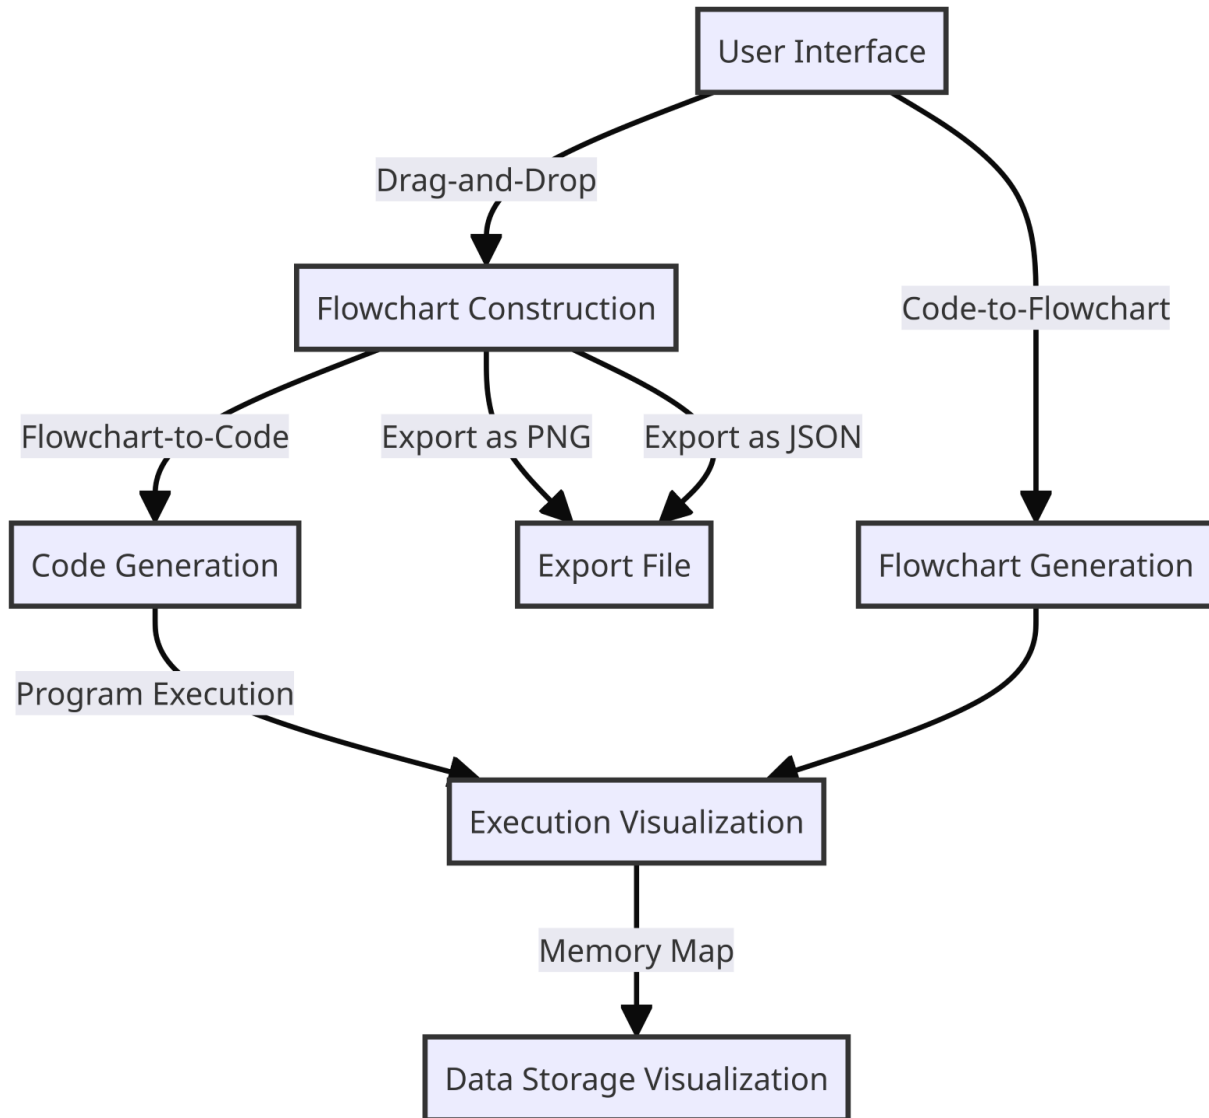 User Interface
Drag-and-Drop
Flowchart Construction
Code-to-Flowchart
Flowchart-to-Code
Export as PNG
Export as JSON
Code Generation
Export File
Flowchart Generation
Program Execution
Execution Visualization
Memory Map
Data Storage Visualization